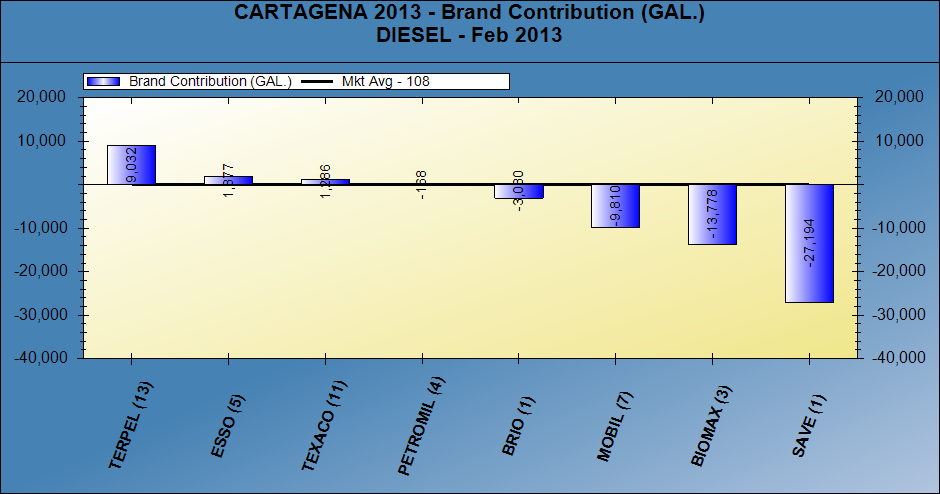 CARTAGENA 2013 - Brand Contribution (GAL.)
DIESEL - Feb 2013
Brand Contribution (GAL.) Mkt Avg - 108
20,000 20,000
10,000 10,000
-10,000 -10,000
-20,000 -20,000
-30,000 -30,000
-40,000 -40,000
9,032
1,877
1,286
-168
-3,080
-9,810
-13,778
-27,194
TERPEL (13)
ESSO (5)
TEXACO (11)
PETROMIL (4)
BRIO (1)
MOBIL (7)
BIOMAX (3)
SAVE (1)